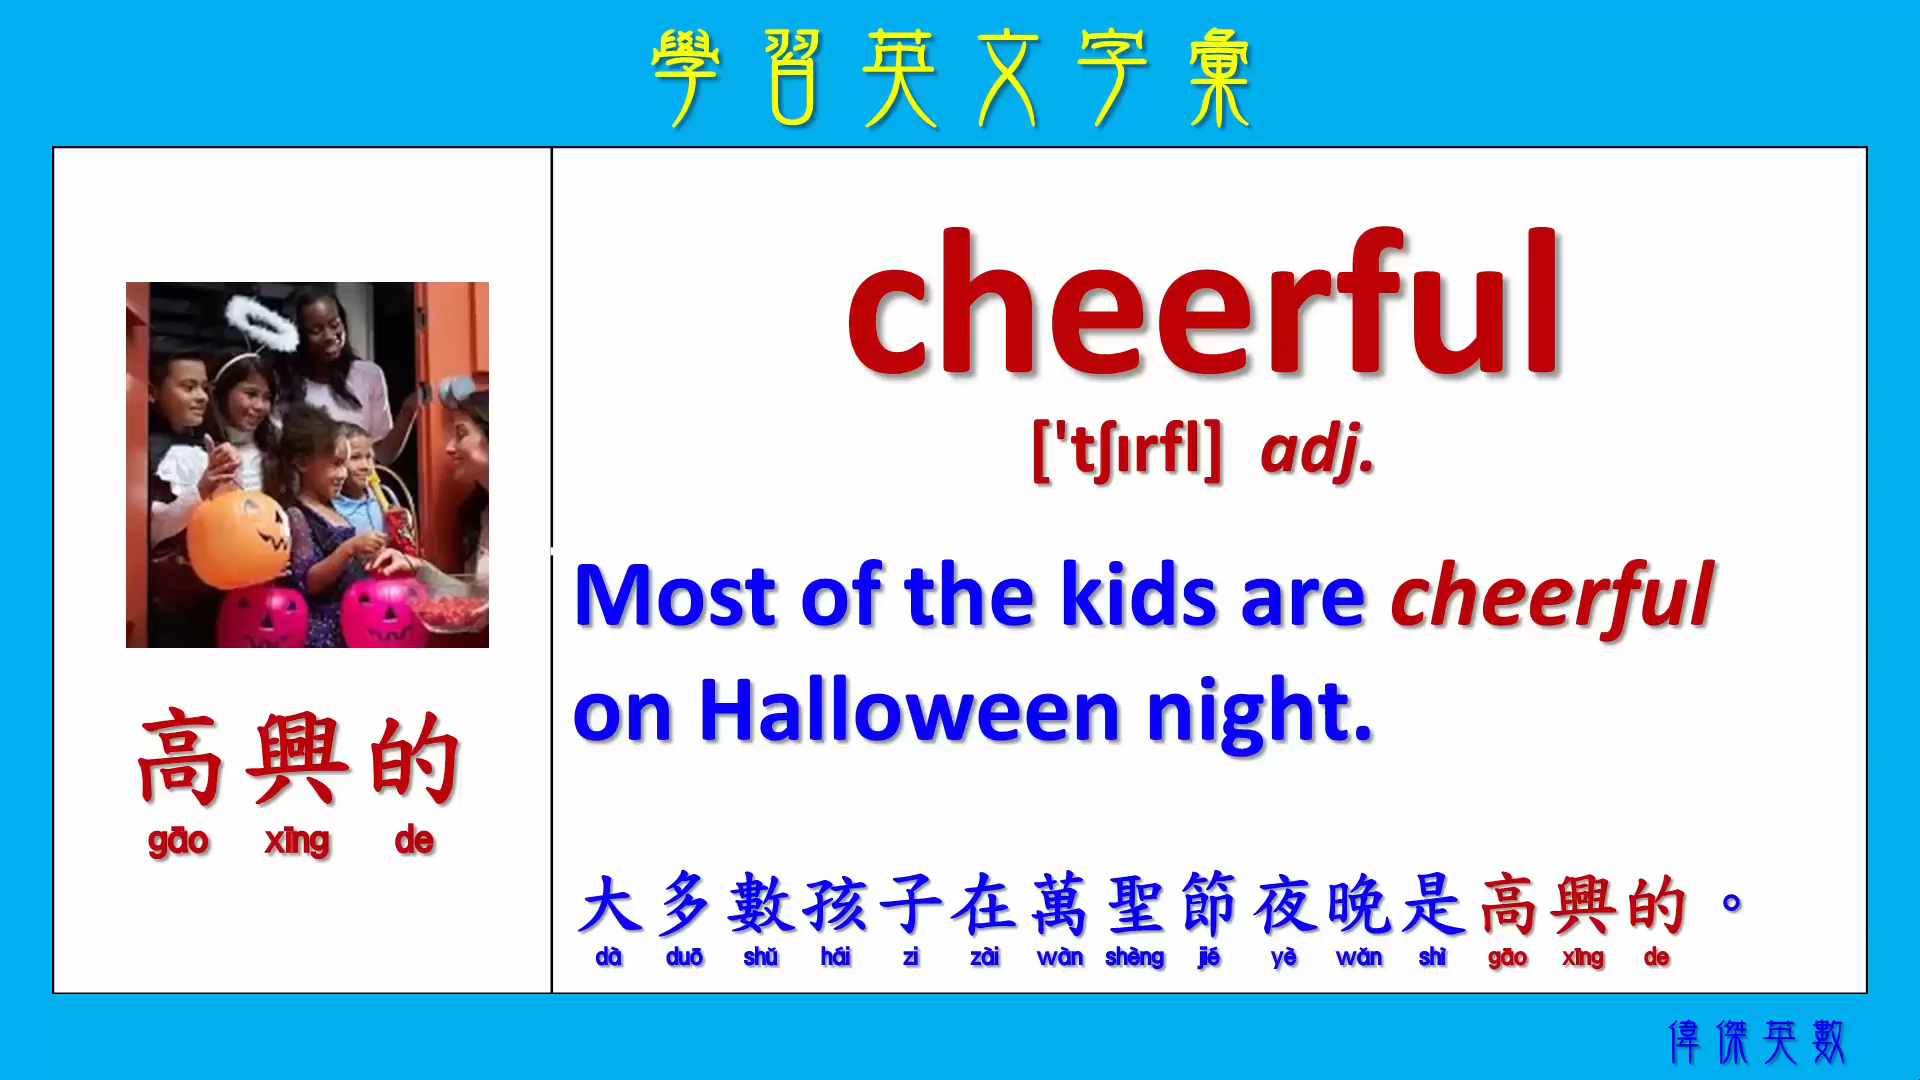 學習英文字彙
cheerful
['tʃɪrfl] adj.
Most of the kids are cheerful
on Halloween night.
高興的
gāo xīng de
大多數孩子在萬聖節夜晚是高興的。
dà duō shǔ hái zi zài wàn shèng jié yè wǎn shì gāo xīng de
偉傑英數